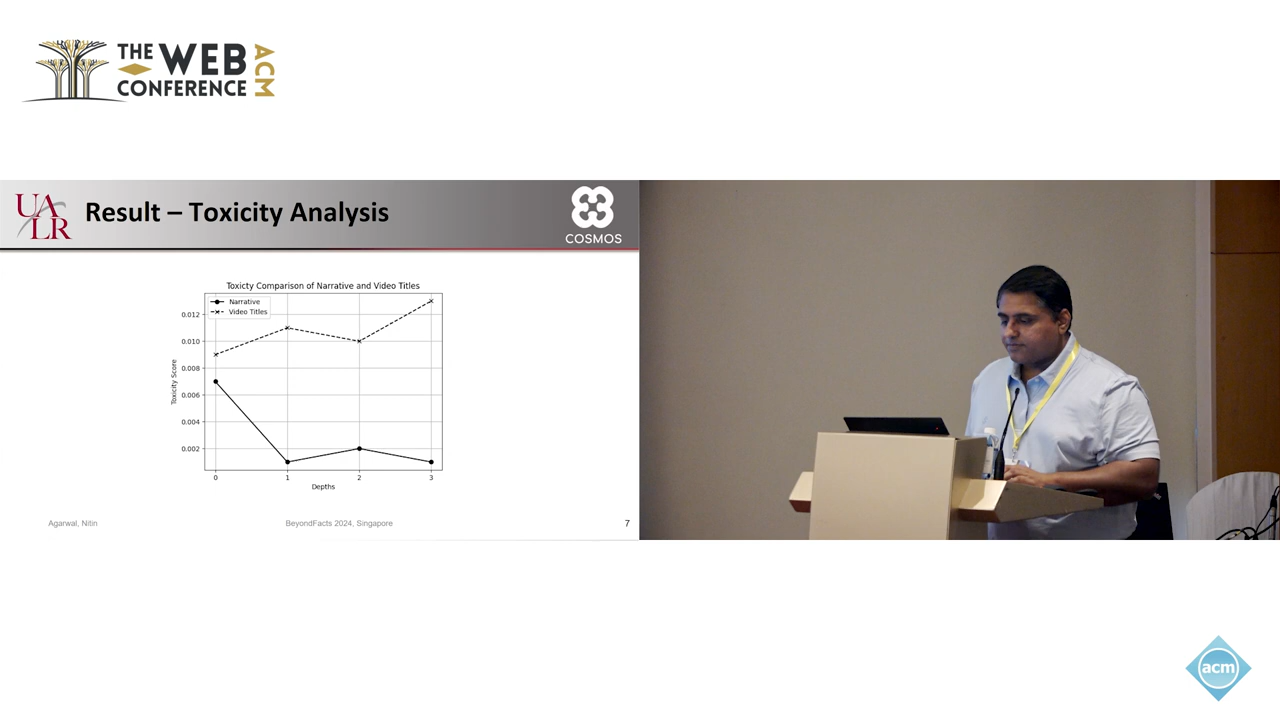 THE WEB
CONFERENCE
ACM
UA
LR
Result – Toxicity Analysis
COSMOS
Toxicty Comparison of Narrative and Video Titles
Narrative
Video Titles
0.012
0.010
0.008
0.006
0.004
0.002
Toxicity Score
0 1 2 3
Depths
Agarwal, Nitin
BeyondFacts 2024, Singapore
7
acm